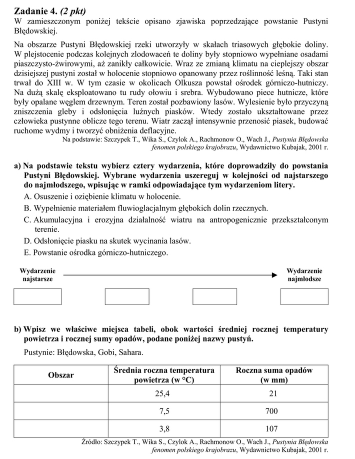 Zadanie 4. (2 pkt)
W zamieszczonym poniżej tekście opisano zjawiska poprzedzające powstanie Pustyni
Błędowskiej.
Na obszarze Pustyni Błędowskiej rzeki utworzyły w skałach triasowych głębokie doliny.
W plejstocenie podczas kolejnych zlodowaceń te doliny były stopniowo wypełniane osadami
piaszczysto-żwirowymi, aż zanikły całkowicie. Wraz ze zmianą klimatu na cieplejszy obszar
dzisiejszej pustyni został w holocenie stopniowo opanowany przez roślinność leśną. Taki stan
trwał do XIII w. W tym czasie w okolicach Olkusza powstał ośrodek górniczo-hutniczy.
Na dużą skalę eksploatowano tu rudy ołowiu i srebra. Wybudowano piece hutnicze, które
były opalane węglem drzewnym. Teren został pozbawiony lasów. Wylesienie było przyczyną
zniszczenia gleby i odsłonięcia luźnych piasków. Wtedy zostało ukształtowane przez
człowieka pustynne oblicze tego terenu. Wiatr zaczął intensywnie przenosić piasek, budować
ruchome wydmy i tworzyć obniżenia deflacyjne.
Na podstawie: Szczypek T., Wika S., Czylok A., Rachmonow O., Wach J., Pustynia Błędowska
fenomen polskiego krajobrazu, Wydawnictwo Kubajak, 2001 r.
a) Na podstawie tekstu wybierz cztery wydarzenia, które doprowadziły do powstania
Pustyni Błędowskiej. Wybrane wydarzenia uszereguj w kolejności od najstarszego
do najmłodszego, wpisując w ramki odpowiadające tym wydarzeniom litery.
A. Osuszenie i oziębienie klimatu w holocenie.
B. Wypełnienie materiałem fluwioglacjalnym głębokich dolin rzecznych.
C. Akumulacyjna i erozyjna działalność wiatru na antropogenicznie przekształconym
terenie.
D. Odsłonięcie piasku na skutek wycinania lasów.
E. Powstanie ośrodka górniczo-hutniczego.
Wydarzenie Wydarzenie
najstarsze najmłodsze
b) Wpisz we właściwe miejsca tabeli, obok wartości średniej rocznej temperatury
powietrza i rocznej sumy opadów, podane poniżej nazwy pustyń.
Pustynie: Błędowska, Gobi, Sahara.
Obszar Średnia roczna temperatura Roczna suma opadów
powietrza (w °C) (w mm)
25,4 21
7,5 700
3,8 107
Źródło: Szczypek T., Wika S., Czylok A., Rachmonow O., Wach J., Pustynia Błędowska
fenomen polskiego krajobrazu, Wydawnictwo Kubajak, 2001 r.